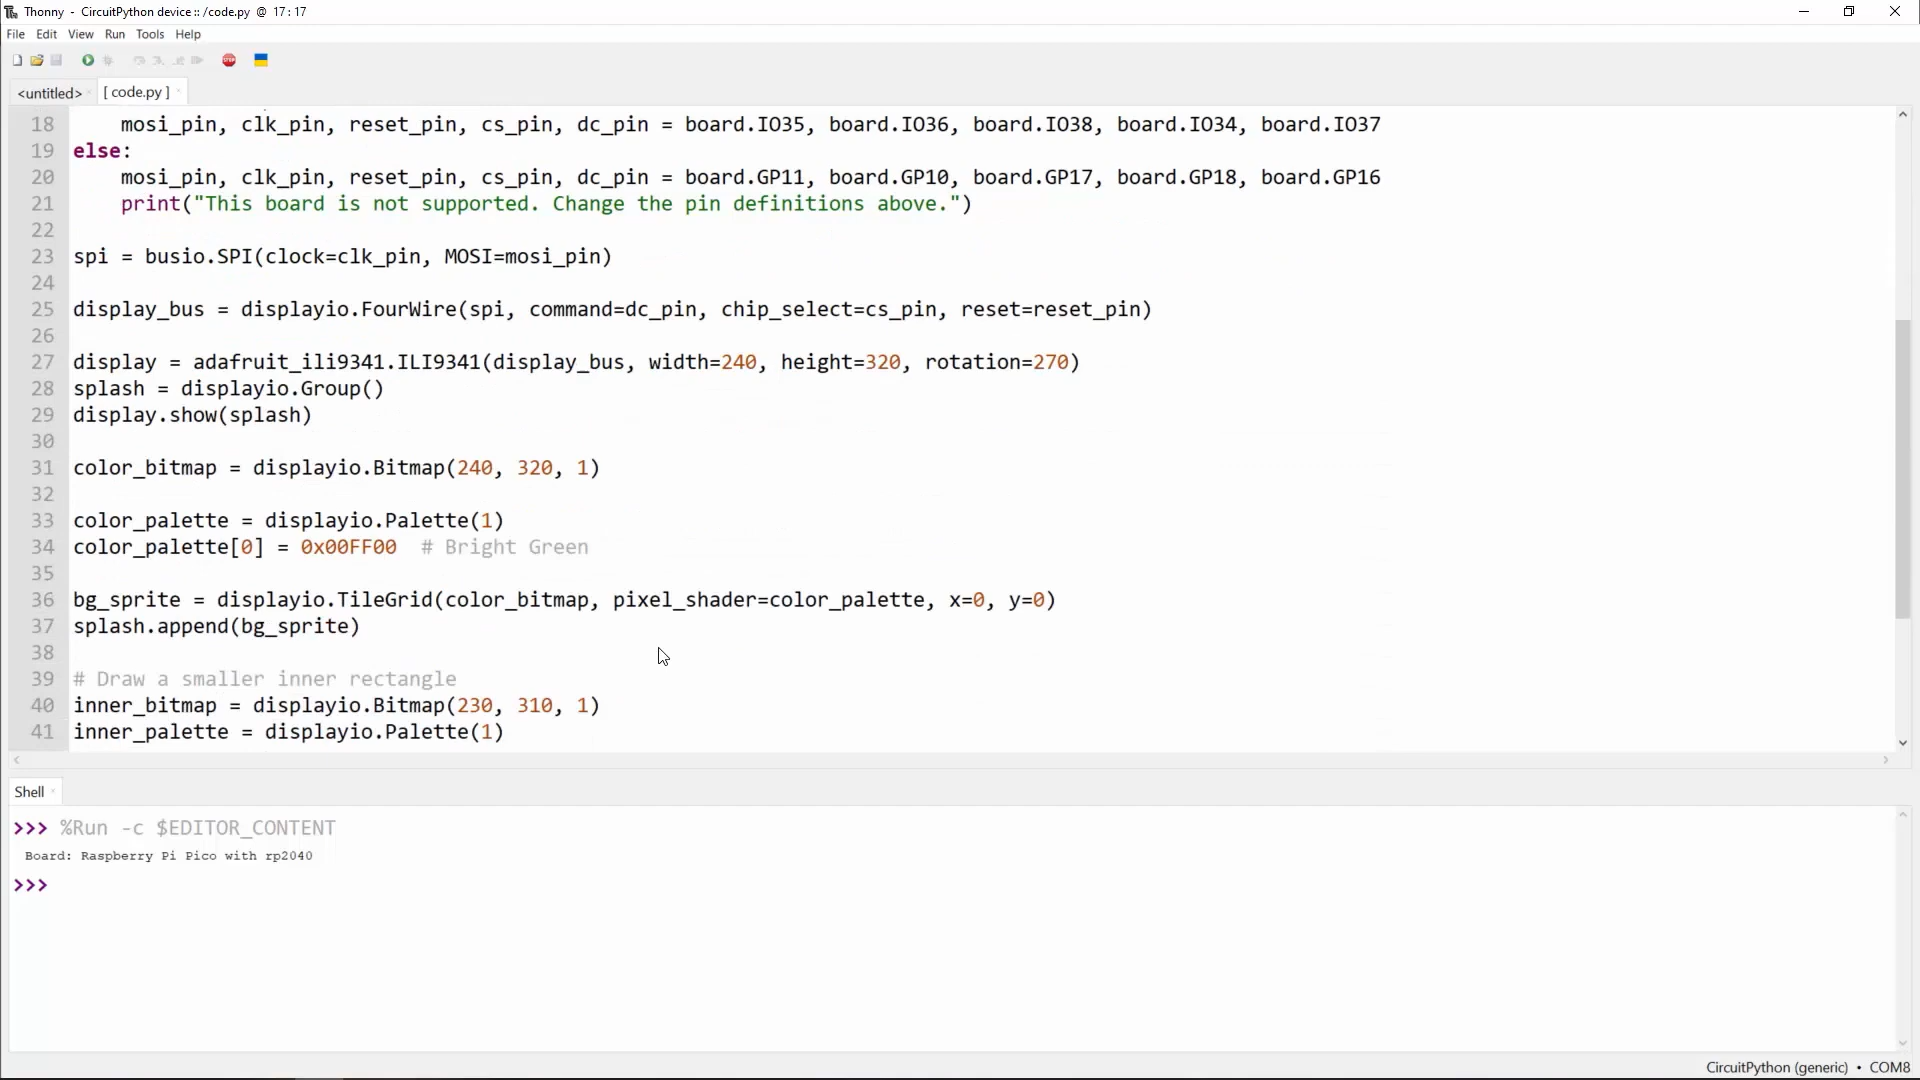 Thonny - CircuitPython device :: /code.py @ 17 : 17
File Edit View Run Tools Help
<untitled> [ code.py ]
18     mosi_pin, clk_pin, reset_pin, cs_pin, dc_pin = board.IO35, board.IO36, board.IO38, board.IO34, board.IO37
19 else:
20     mosi_pin, clk_pin, reset_pin, cs_pin, dc_pin = board.GP11, board.GP10, board.GP17, board.GP18, board.GP16
21     print("This board is not supported. Change the pin definitions above.")
22
23 spi = busio.SPI(clock=clk_pin, MOSI=mosi_pin)
24
25 display_bus = displayio.FourWire(spi, command=dc_pin, chip_select=cs_pin, reset=reset_pin)
26
27 display = adafruit_ili9341.ILI9341(display_bus, width=240, height=320, rotation=270)
28 splash = displayio.Group()
29 display.show(splash)
30
31 color_bitmap = displayio.Bitmap(240, 320, 1)
32
33 color_palette = displayio.Palette(1)
34 color_palette[0] = 0x00FF00  # Bright Green
35
36 bg_sprite = displayio.TileGrid(color_bitmap, pixel_shader=color_palette, x=0, y=0)
37 splash.append(bg_sprite)
38
39 # Draw a smaller inner rectangle
40 inner_bitmap = displayio.Bitmap(230, 310, 1)
41 inner_palette = displayio.Palette(1)
Shell
>>> %Run -c $EDITOR_CONTENT
Board: Raspberry Pi Pico with rp2040
>>>
CircuitPython (generic) • COM8